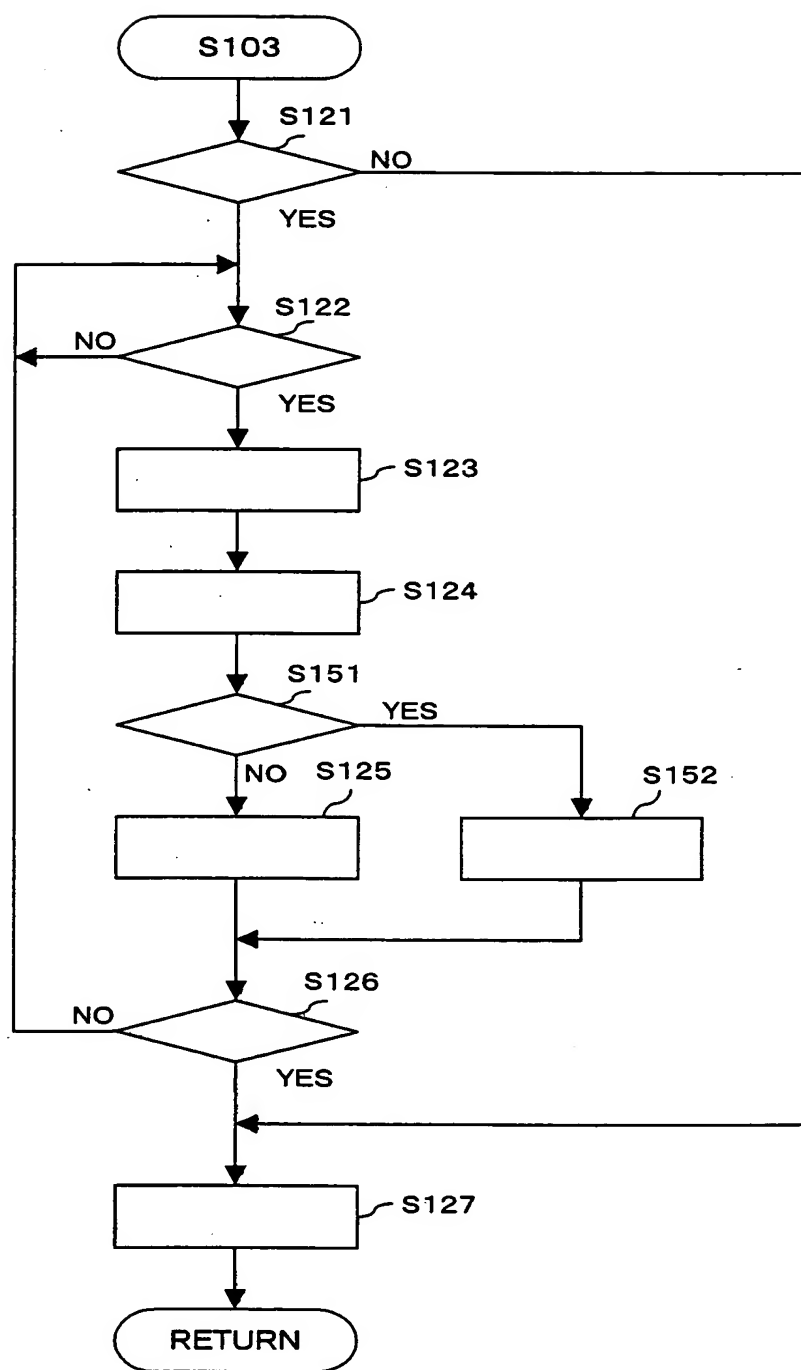 S103
S121
NO
YES
S122
NO
YES
S123
S124
S151
YES
NO
S125
S152
S126
NO
YES
S127
RETURN